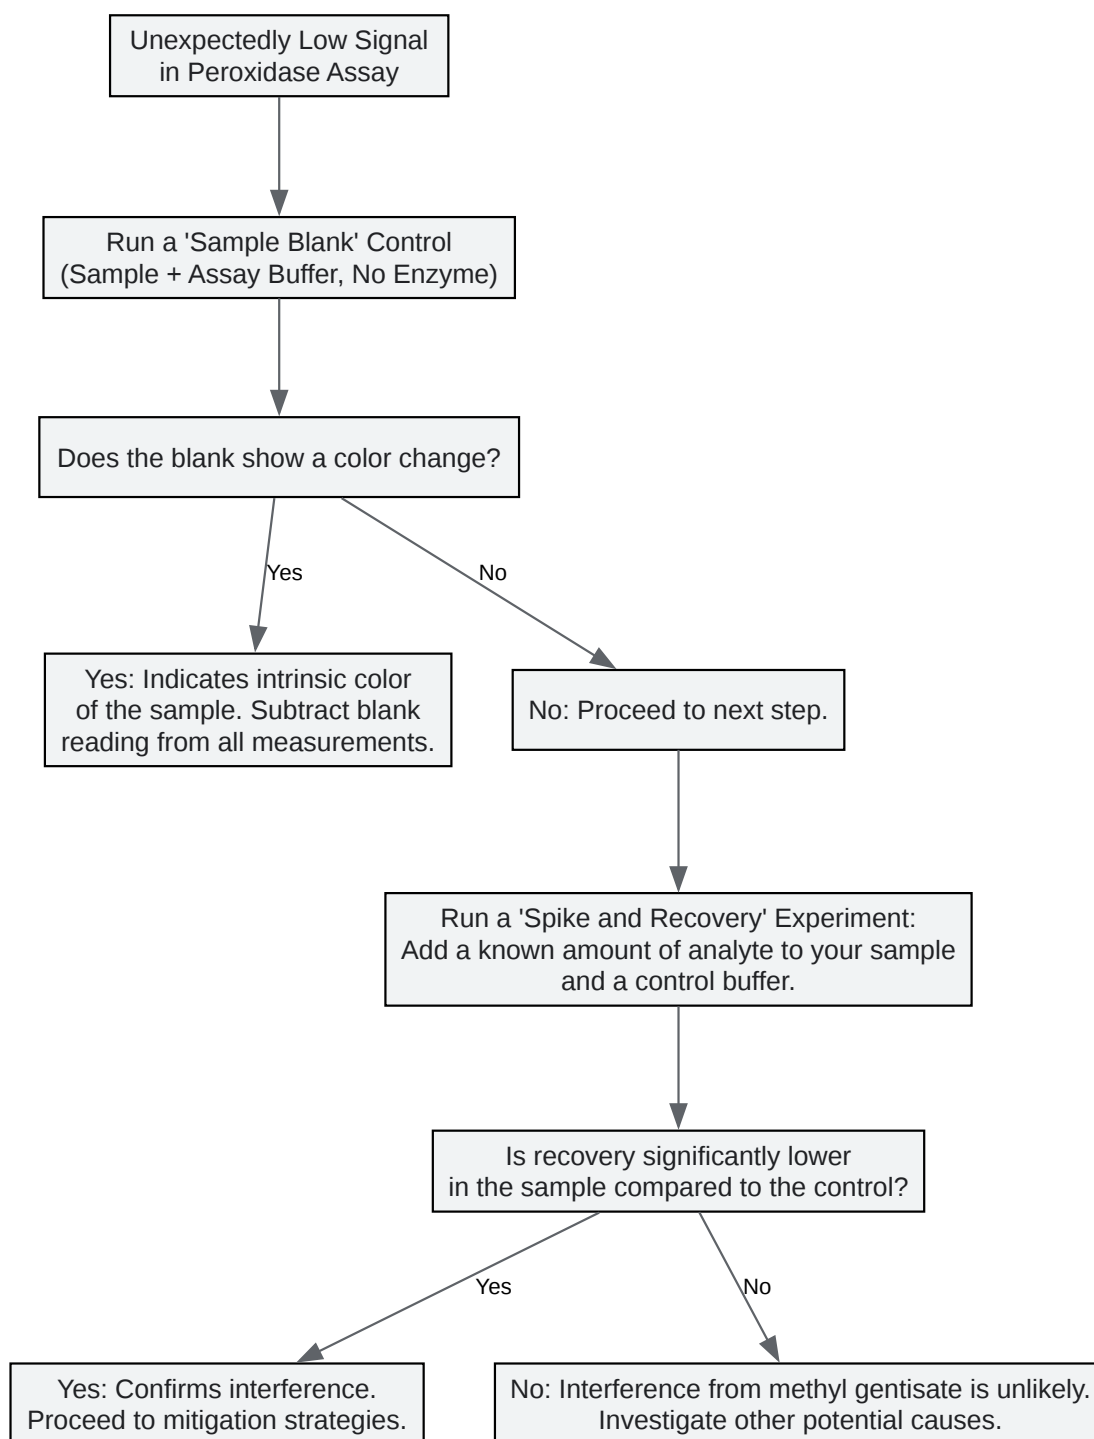 Unexpectedly Low Signal
in Peroxidase Assay
Run a 'Sample Blank' Control
(Sample + Assay Buffer, No Enzyme)
Does the blank show a color change?
Yes
No
Yes: Indicates intrinsic color
of the sample. Subtract blank
reading from all measurements.
No: Proceed to next step.
Run a 'Spike and Recovery' Experiment:
Add a known amount of analyte to your sample
and a control buffer.
Is recovery significantly lower
in the sample compared to the control?
Yes
No
Yes: Confirms interference.
Proceed to mitigation strategies.
No: Interference from methyl gentisate is unlikely.
Investigate other potential causes.